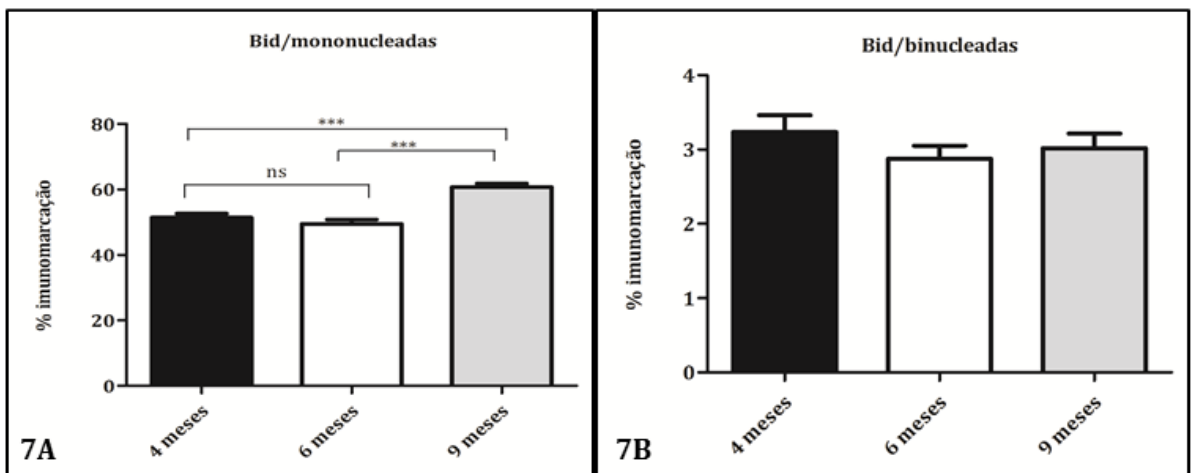 Bid/mononucleadas
% imunomarcação
80
60
40
20
0
***
***
ns
4 meses
6 meses
9 meses
7A
Bid/binucleadas
% imunomarcação
4
3
2
1
0
4 meses
6 meses
9 meses
7B